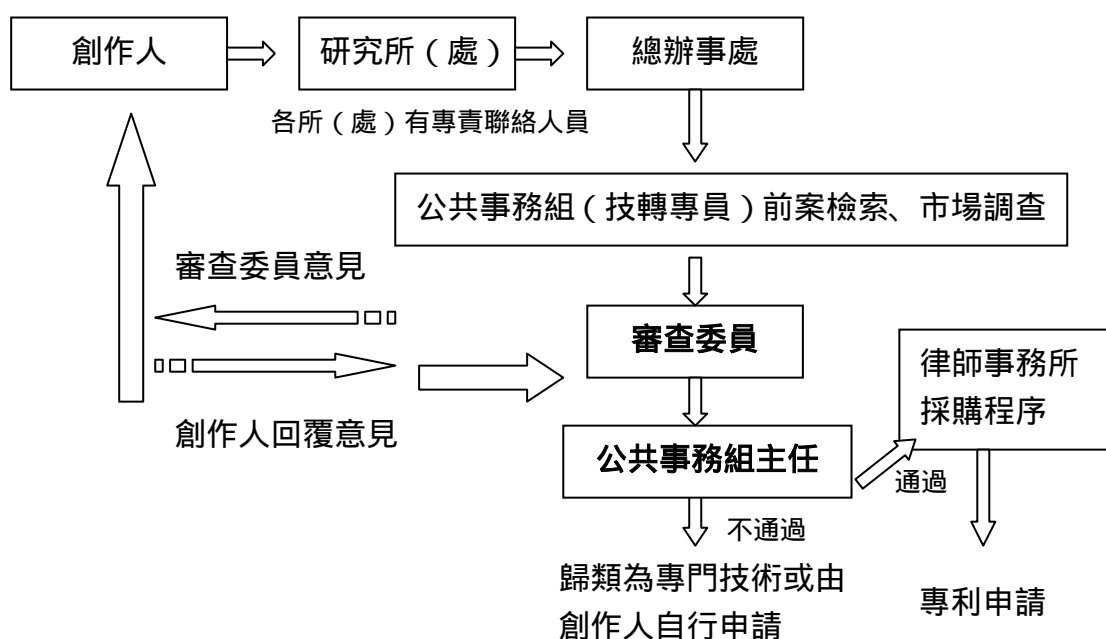 創作人
研究所（處）
總辦事處
各所（處）有專責聯絡人員
公共事務組（技轉專員）前案檢索、市場調查
審查委員意見
審查委員
律師事務所
採購程序
創作人回覆意見
公共事務組主任
通過
不通過
歸類為專門技術或由
創作人自行申請
專利申請